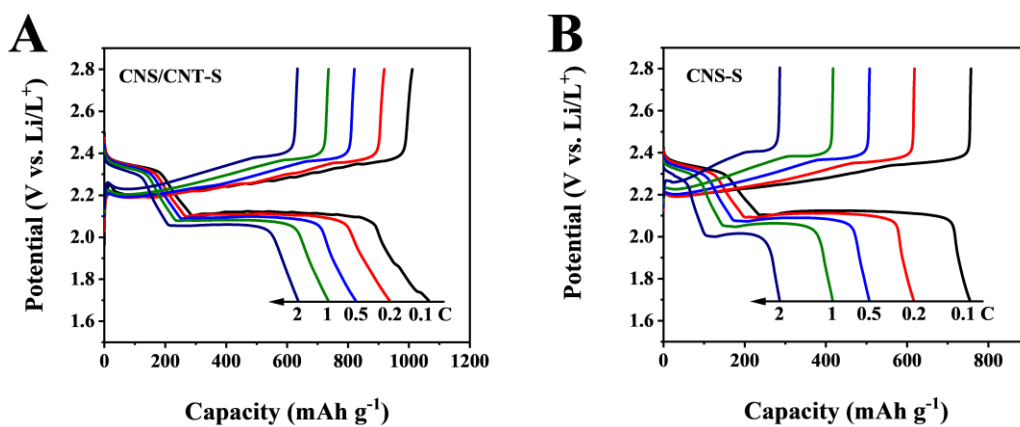 A
CNS/CNT-S
Potential (V vs. Li/L⁺)
2.8
2.6
2.4
2.2
2.0
1.8
1.6
2 1 0.5 0.2 0.1 C
0 200 400 600 800 1000 1200
Capacity (mAh g⁻¹)
B
CNS-S
Potential (V vs. Li/L⁺)
2.8
2.6
2.4
2.2
2.0
1.8
1.6
2 1 0.5 0.2 0.1 C
0 200 400 600 800
Capacity (mAh g⁻¹)